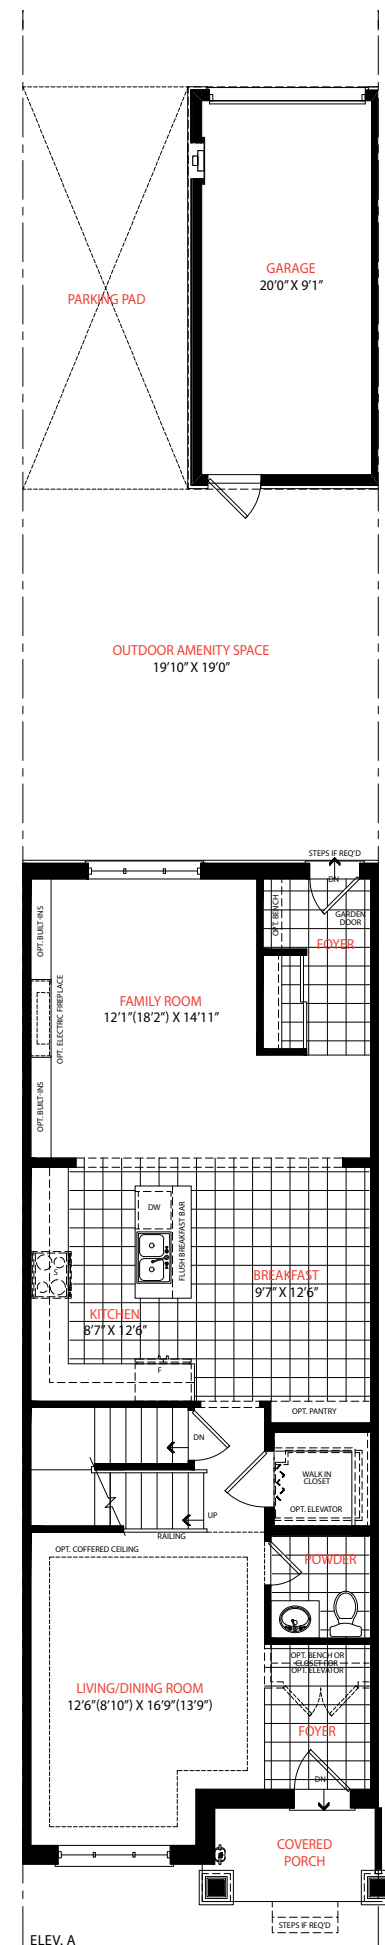 GARAGE
20'0" X 9'1"
PARKING PAD
OUTDOOR AMENITY SPACE
19'10" X 19'0"
STEPS IF REQ'D
DN
OPT. BUILT-INS
OPT. BENCH
GARDEN
DOOR
FOYER
OPT. ELECTRIC FIREPLACE
FAMILY ROOM
12'1"(18'2") X 14'11"
OPT. BUILT-INS
DW
FLUSH BREAKFAST BAR
BREAKFAST
9'7" X 12'6"
KITCHEN
8'7" X 12'6"
F
OPT. PANTRY
DN
WALK IN
CLOSET
OPT. ELEVATOR
UP
RAILING
OPT. COFFERED CEILING
POWDER
OPT. BENCH OR
CLOSET FOR
OPT. ELEVATOR
LIVING/DINING ROOM
12'6"(8'10") X 16'9"(13'9")
FOYER
DN
COVERED
PORCH
STEPS IF REQ'D
ELEV. A